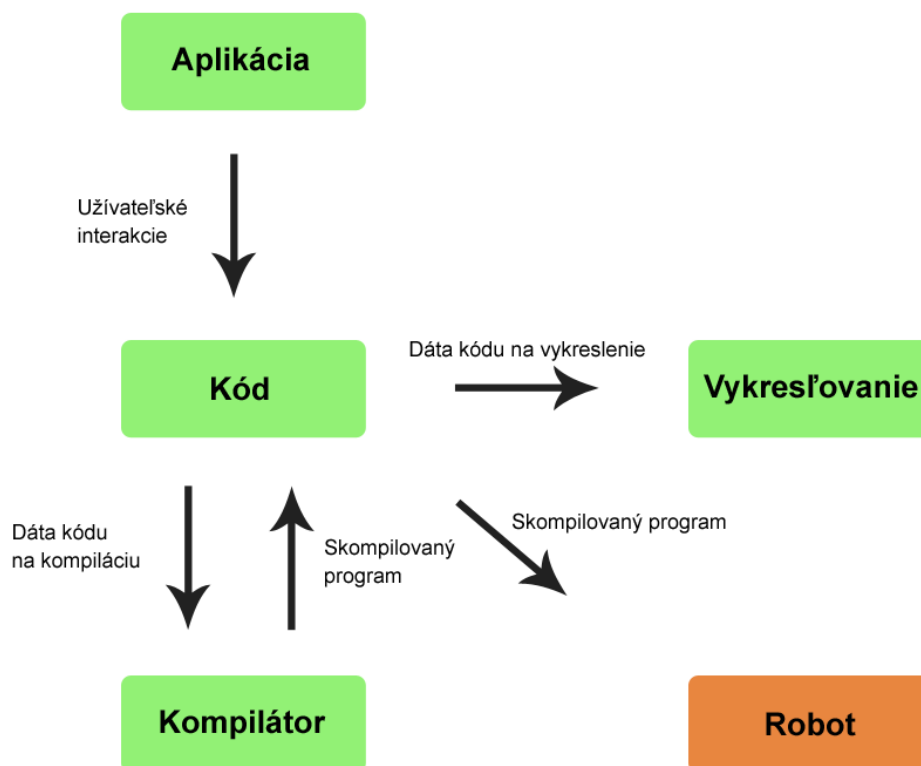 Aplikácia
Užívateľské
interakcie
Dáta kódu na vykreslenie
Kód
Vykresľovanie
Dáta kódu
na kompiláciu
Skompilovaný
program
Skompilovaný program
Kompilátor
Robot